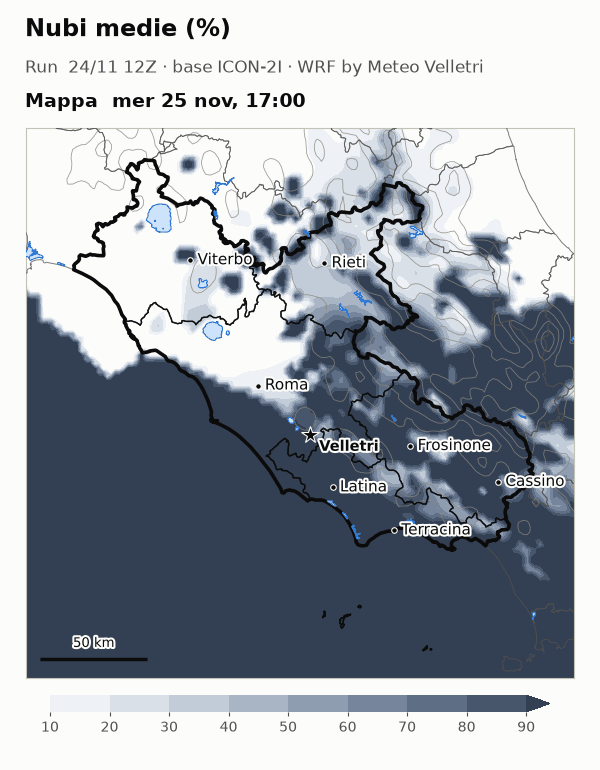 Nubi medie (%)
Run  24/11 12Z · base ICON-2I · WRF by Meteo Velletri
Mappa  mer 25 nov, 17:00
Viterbo
Rieti
Roma
Velletri
Frosinone
Latina
Cassino
Terracina
50 km
10 20 30 40 50 60 70 80 90